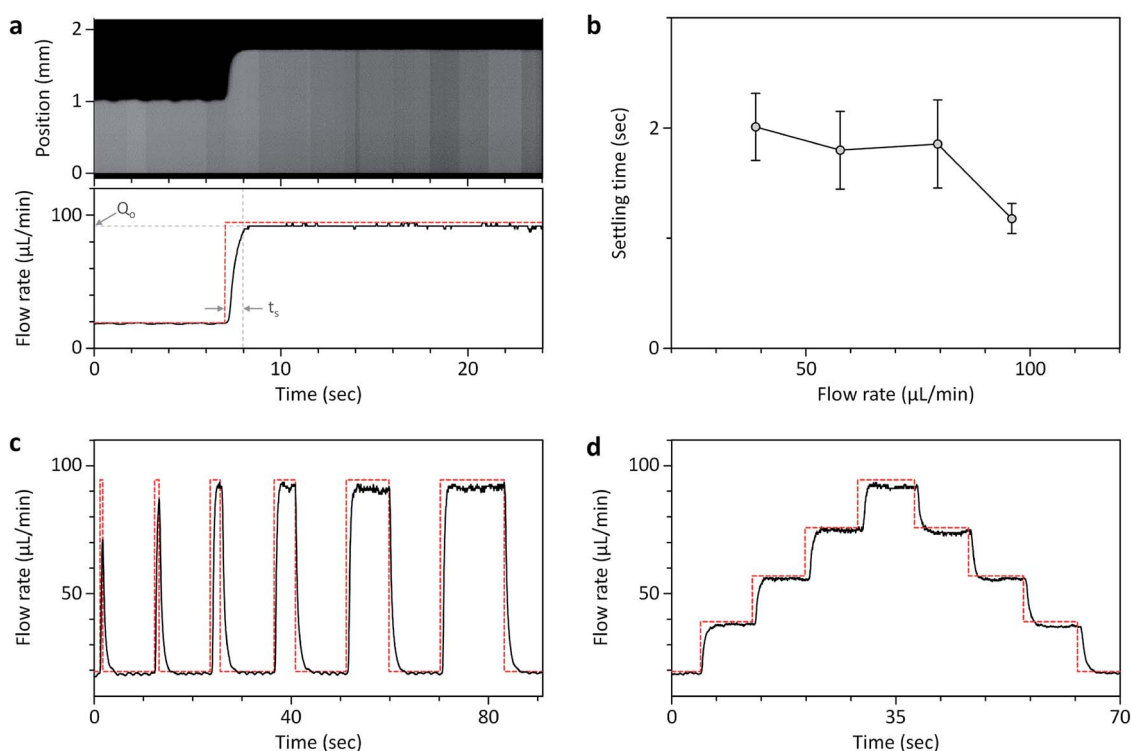 a
2
1
0
Position (mm)
100
0
Flow rate (µL/min)
Qo
ts
0
10
20
Time (sec)
b
2
0
Settling time (sec)
50
100
Flow rate (µL/min)
c
100
50
Flow rate (µL/min)
0
40
80
Time (sec)
d
100
50
Flow rate (µL/min)
0
35
70
Time (sec)